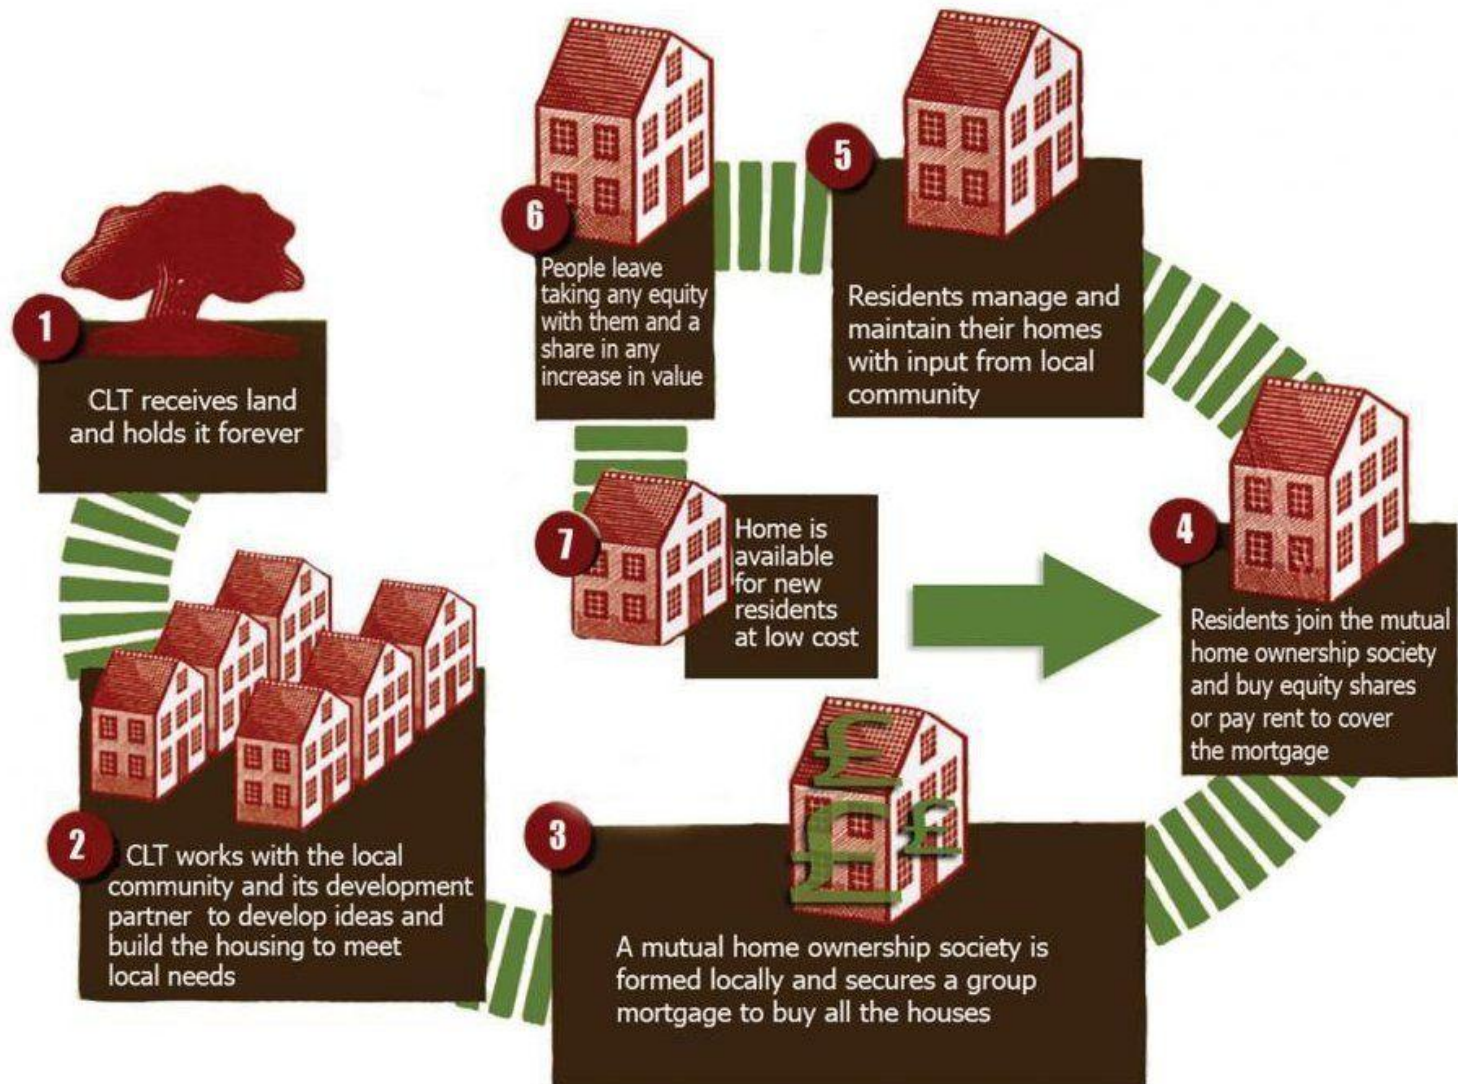 1
CLT receives land
and holds it forever
2
CLT works with the local
community and its development
partner to develop ideas and
build the housing to meet
local needs
3
£
£
£
A mutual home ownership society is
formed locally and secures a group
mortgage to buy all the houses
4
Residents join the mutual
home ownership society
and buy equity shares
or pay rent to cover
the mortgage
5
Residents manage and
maintain their homes
with input from local
community
6
People leave
taking any equity
with them and a
share in any
increase in value
7
Home is
available
for new
residents
at low cost